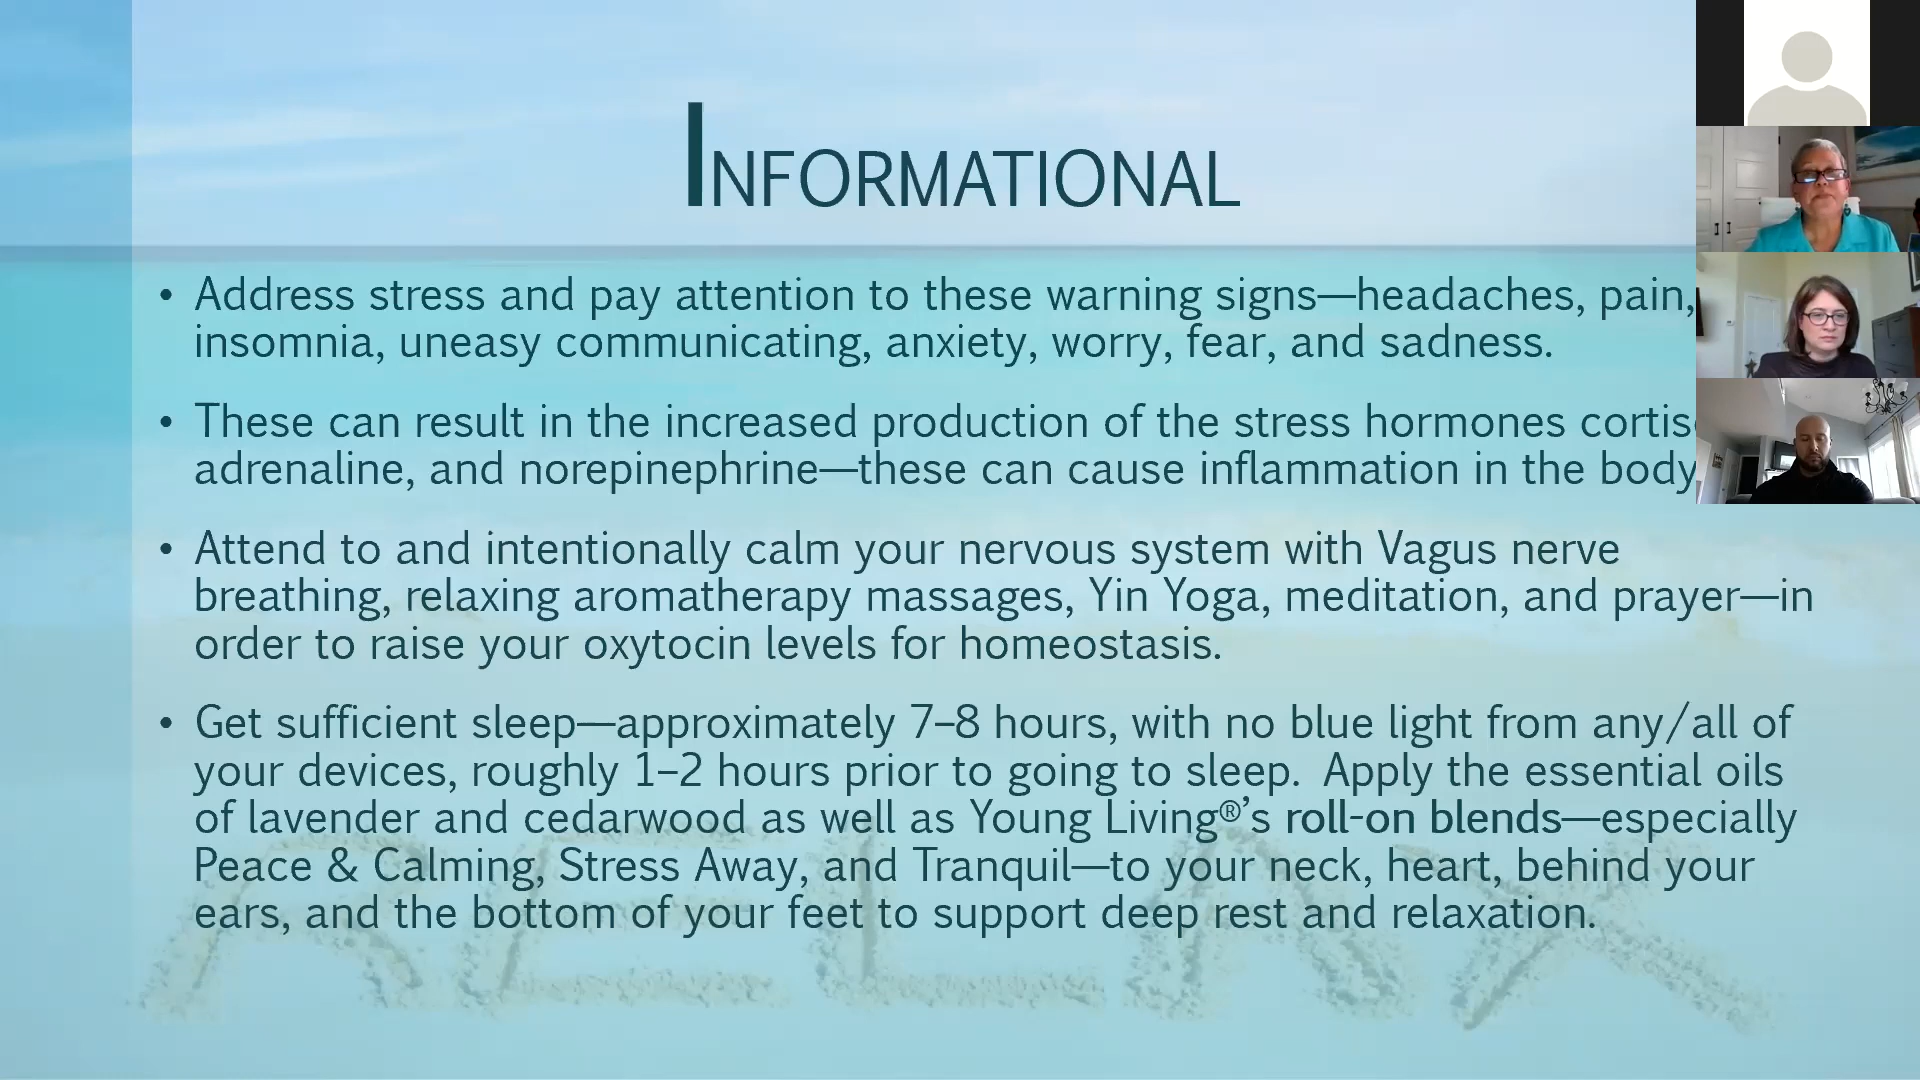 INFORMATIONAL
• Address stress and pay attention to these warning signs—headaches, pain,
insomnia, uneasy communicating, anxiety, worry, fear, and sadness.
• These can result in the increased production of the stress hormones
adrenaline, and norepinephrine—these can cause inflammation in the body
• Attend to and intentionally calm your nervous system with Vagus nerve
breathing, relaxing aromatherapy massages, Yin Yoga, meditation, and prayer—in
order to raise your oxytocin levels for homeostasis.
• Get sufficient sleep—approximately 7–8 hours, with no blue light from any/all of
your devices, roughly 1–2 hours prior to going to sleep.  Apply the essential oils
of lavender and cedarwood as well as Young Living®’s roll-on blends—especially
Peace & Calming, Stress Away, and Tranquil—to your neck, heart, behind your
ears, and the bottom of your feet to support deep rest and relaxation.
RELAX